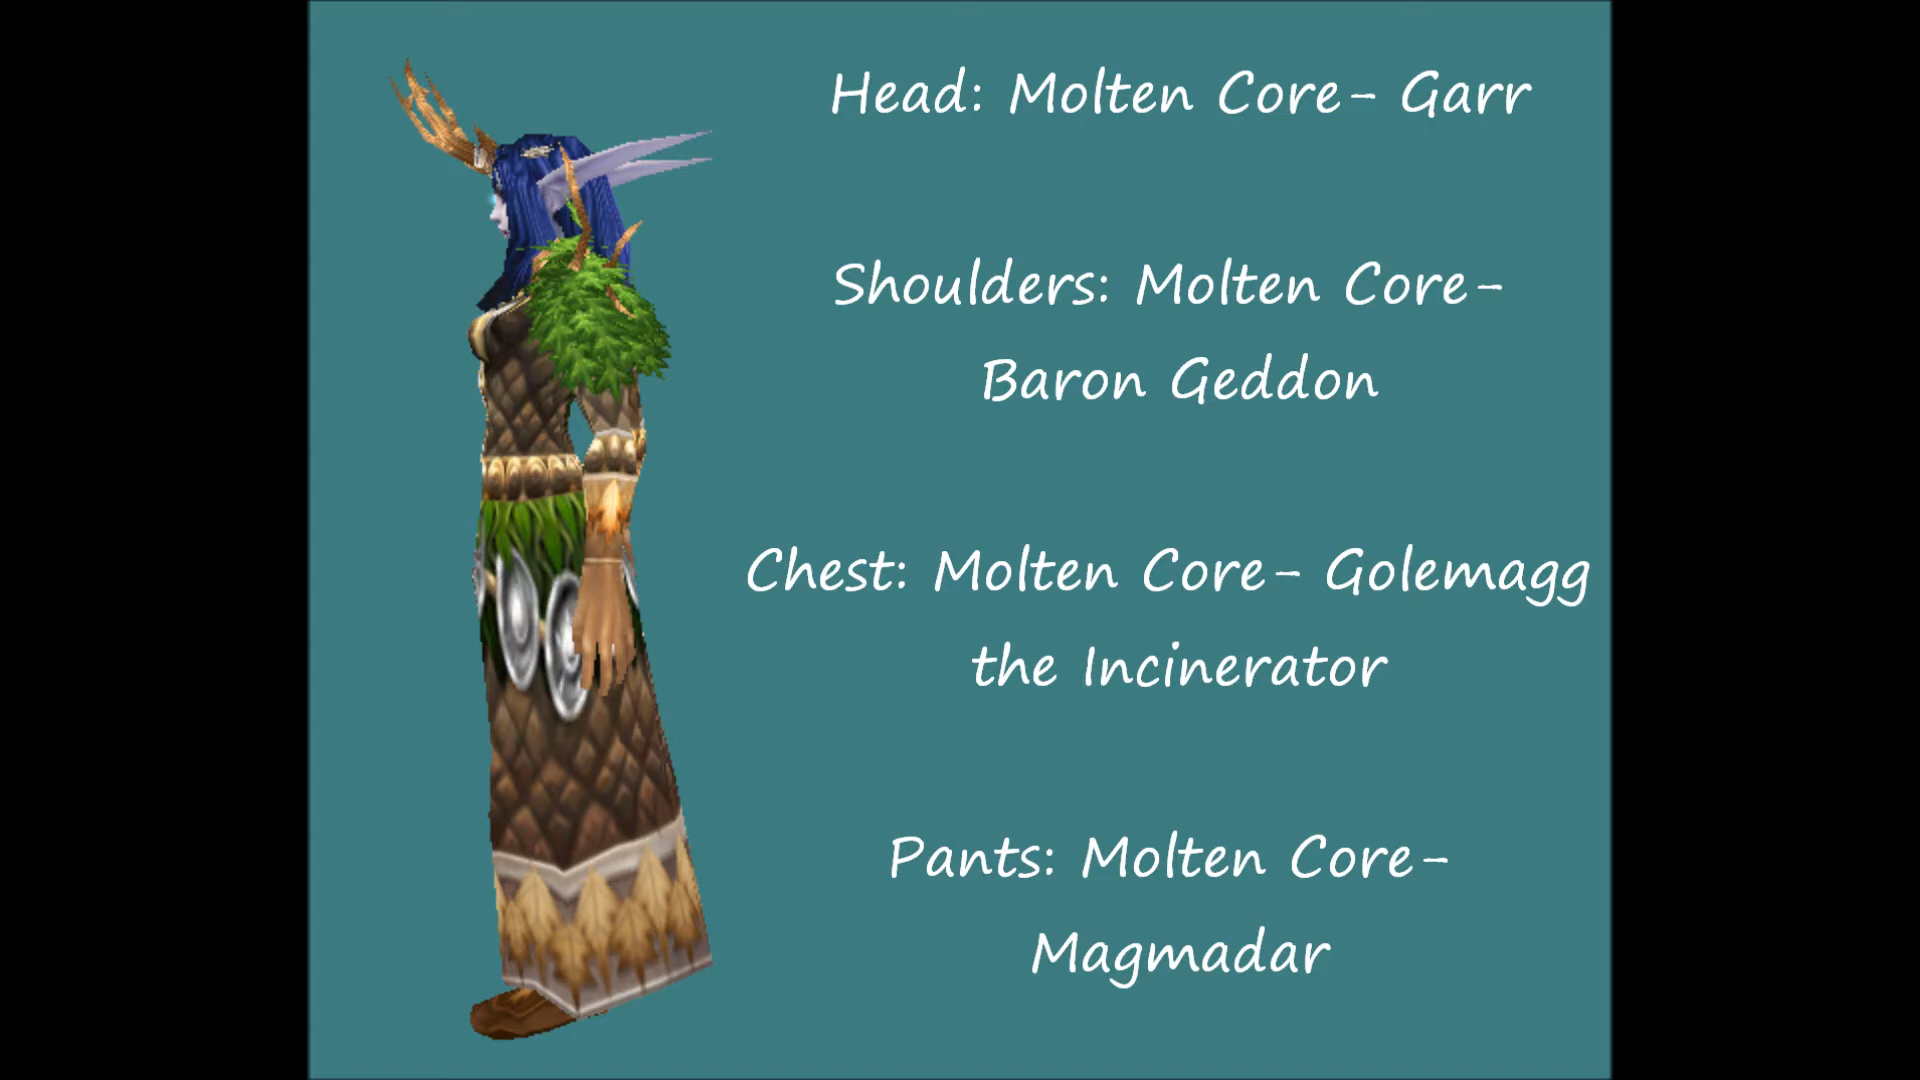 Head: Molten Core- Garr
Shoulders: Molten Core-
Baron Geddon
Chest: Molten Core- Golemagg
the Incinerator
Pants: Molten Core-
Magmadar